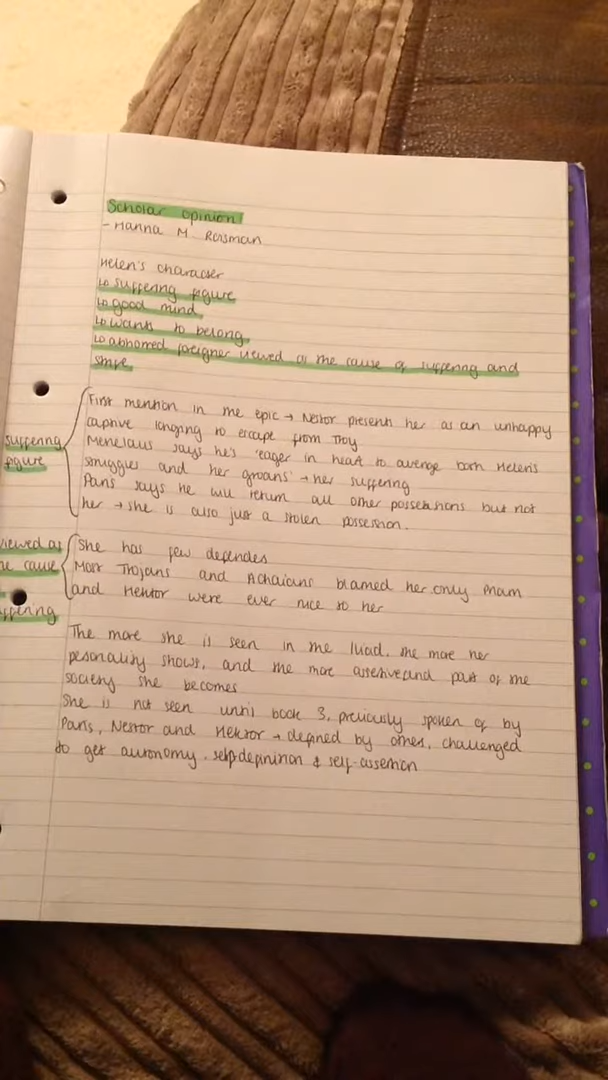 Scholar opinion
- Hanna M Roisman
Helen's character
↳ suffering figure
↳ good mind
↳ wants to belong
↳ abhorred foreigner viewed as the cause of suffering and
strife
First mention in the epic → Nestor presents her as an unhappy
captive longing to escape from Troy
Menelaus says he's 'eager in heart to avenge both Helen's
struggles and her groans' → her suffering
Paris says he will return all other possessions but not
her → she is also just a stolen possession.
suffering
figure
She has few defendes
Most Trojans and Achaians blamed her. only Priam
and Hektor were ever nice to her
viewed as
he cause
ffering
The more she is seen in the Iliad, the more her
pesonality shows, and the more assertive and part of the
society she becomes
She is not seen until book 3, previously spoken of by
Paris, Nestor and Hektor → defined by others, challenged
to get autonomy, self-definition & self-assertion